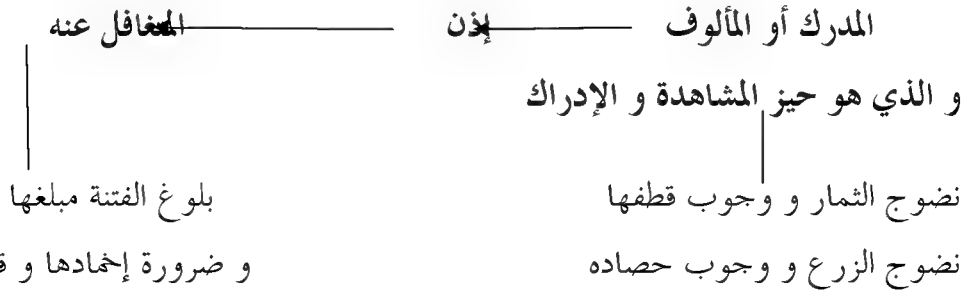 المدرك أو المألوف إذن المغافل عنه
و الذي هو حيز المشاهدة و الإدراك
نضوج الثمار و وجوب قطفها بلوغ الفتنة مبلغها
نضوج الزرع و وجوب حصاده و ضرورة إخمادها و